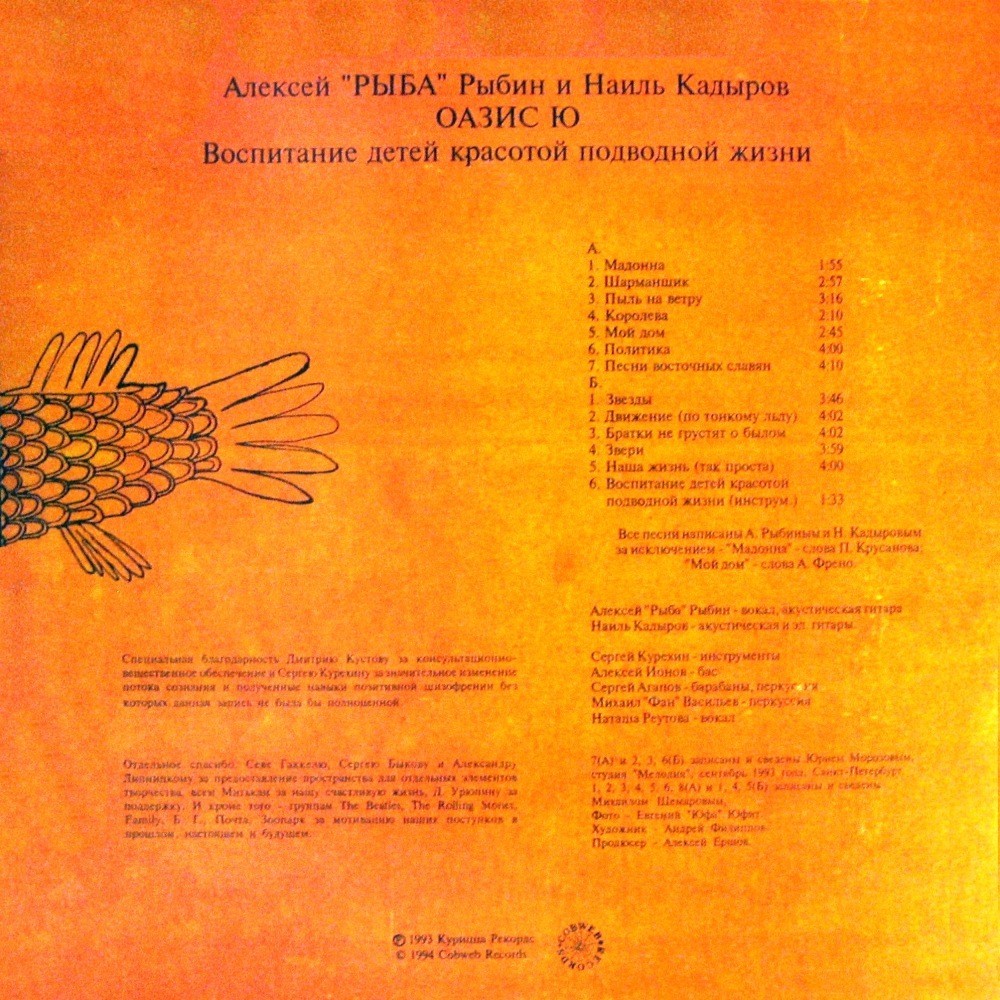 Алексей "РЫБА" Рыбин и Наиль Кадыров
ОАЗИС Ю
Воспитание детей красотой подводной жизни
А.
1. Мадонна 1:55
2. Шарманщик 2:57
3. Пыль на ветру 3:16
4. Королева 2:10
5. Мой дом 2:45
6. Политика 4:00
7. Песни восточных славян 4:10
Б.
1. Звезды 3:46
2. Движение (по тонкому льду) 4:02
3. Братки не грустят о былом 4:02
4. Звери 3:59
5. Наша жизнь (так проста) 4:00
6. Воспитание детей красотой
подводной жизни (инструм.) 1:33
Все песни написаны А. Рыбиным и Н. Кадыровым
за исключением - "Мадонна" - слова П. Крусанова;
"Мой дом" - слова А. Френо.
Алексей "Рыба" Рыбин - вокал, акустическая гитара
Наиль Кадыров - акустическая и эл. гитары.
Сергей Курехин - инструменты
Алексей Ионов - бас
Сергей Агапов - барабаны, перкуссия
Михаил "Фан" Васильев - перкуссия
Наташа Реутова - вокал
Специальная благодарность Дмитрию Кустову за консультационно-
вещественное обеспечение и Сергею Курехину за значительное изменение
потока сознания и полученные навыки позитивной шизофрении без
которых данная запись не была бы полноценной.
Отдельное спасибо: Севе Гаккелю, Сергею Быкову и Александру
Липницкому за предоставление пространства для отдельных элементов
творчества, всем Митькам за нашу счастливую жизнь, Л. Урюпину за
поддержку. И кроме того - группам The Beatles, The Rolling Stones,
Family, Б. Г., Почта, Зоопарк за мотивацию наших поступков в
прошлом, настоящем и будущем.
7(А) и 2, 3, 6(Б) записаны и сведены Юрием Морозовым,
студия "Мелодия", сентябрь 1993 года, Санкт-Петербург.
1, 2, 3, 4, 5, 6, 8(А) и 1, 4, 5(Б) записаны и сведены
Михаилом Шемаровым,
Фото - Евгений "Юфа" Юфит
Художник - Андрей Филиппов
Продюсер - Алексей Ершов.
℗ 1993 Курицца Рекордс
© 1994 Cobweb Records
COBWEB RECORDS